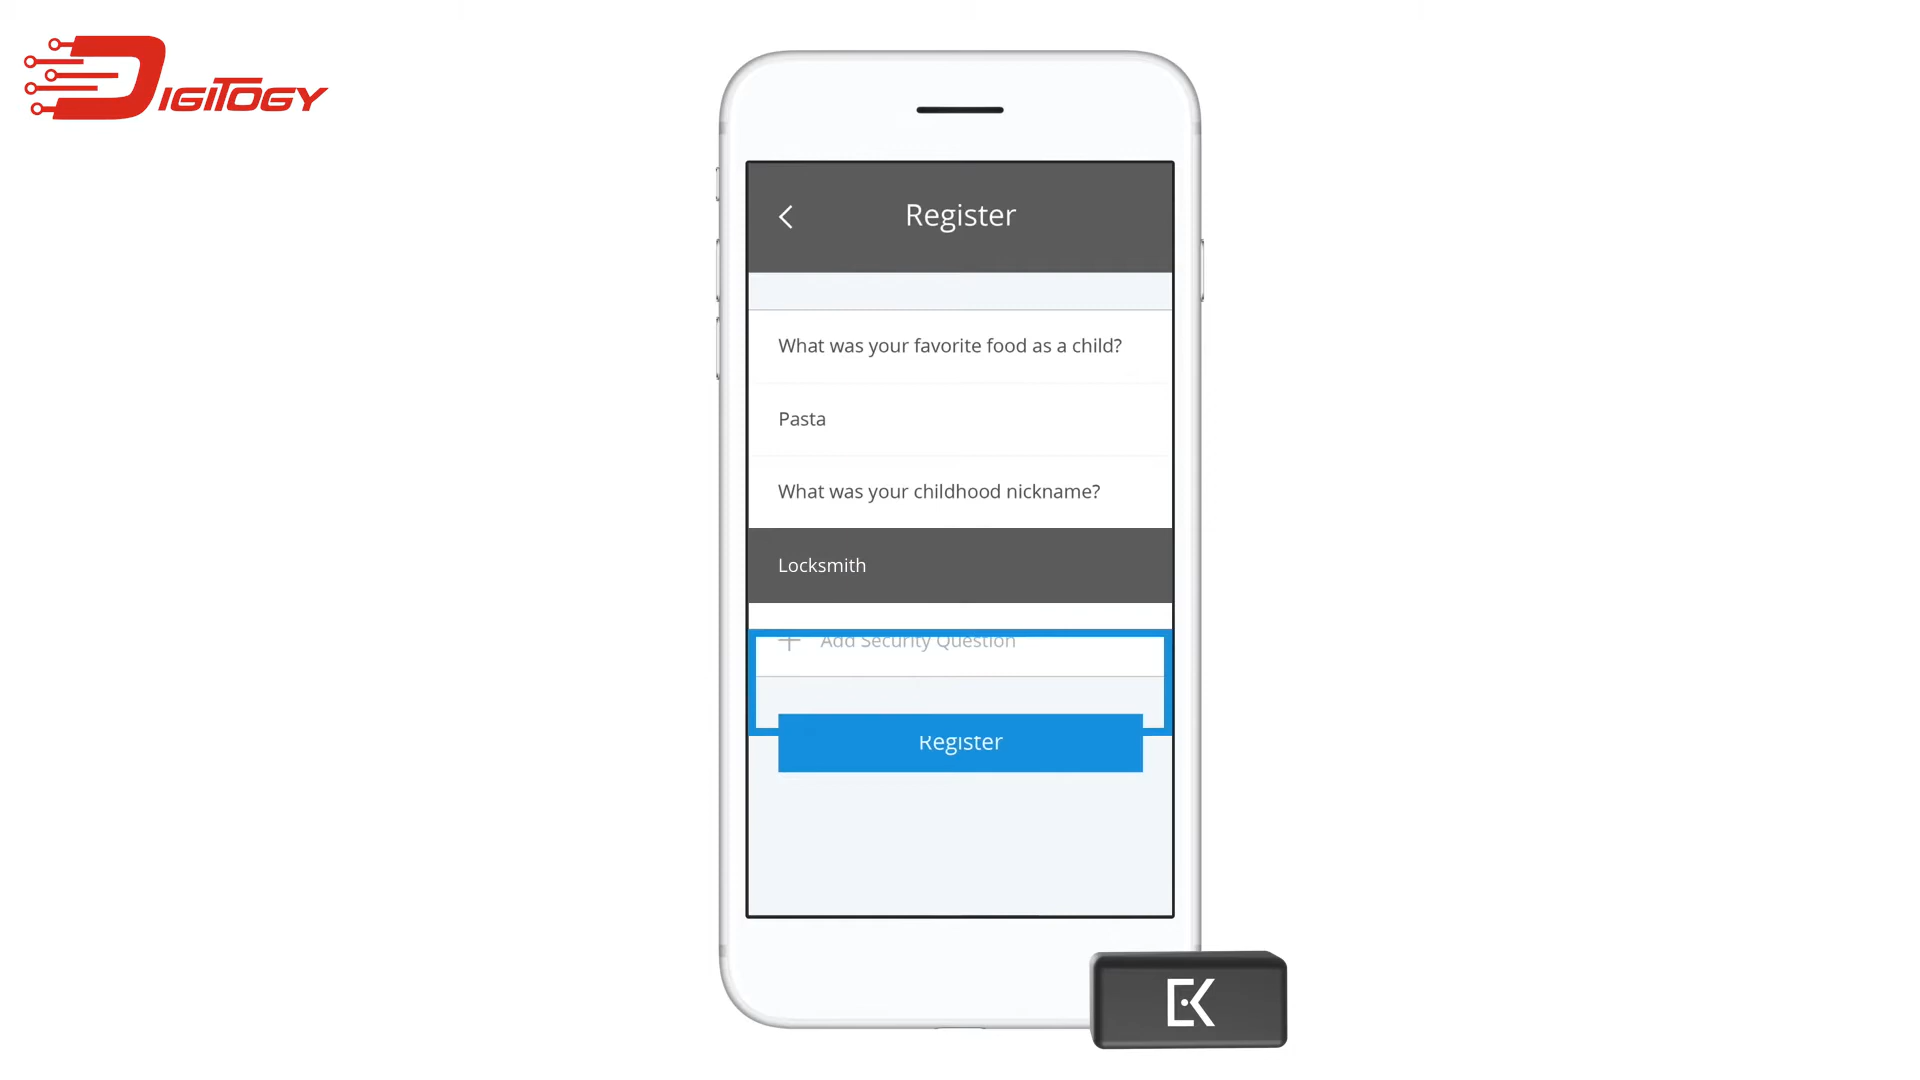 DIGITOGY
Register
What was your favorite food as a child?
Pasta
What was your childhood nickname?
Locksmith
Add Security Question
Register
EK